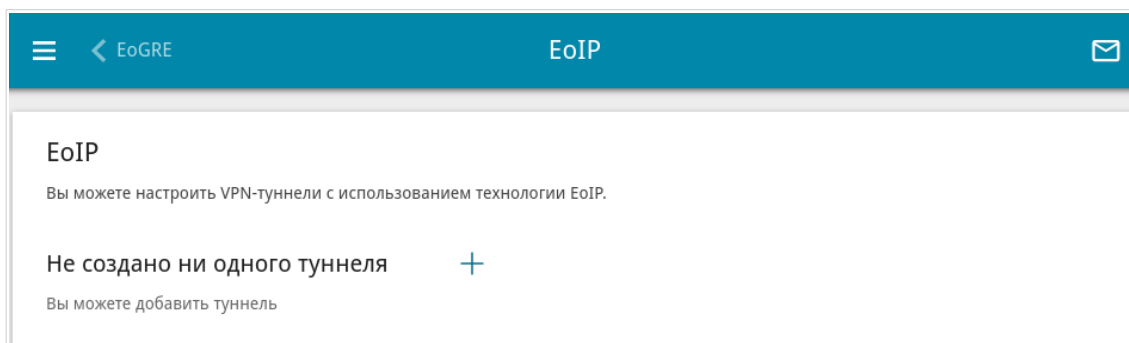 EoGRE
EoIP
EoIP
Вы можете настроить VPN-туннели с использованием технологии EoIP.
Не создано ни одного туннеля
Вы можете добавить туннель